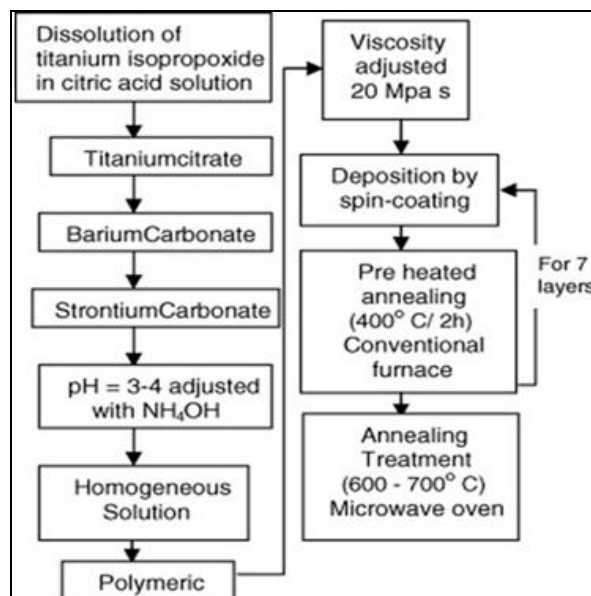 Dissolution of
titanium isopropoxide
in citric acid solution
Titaniumcitrate
BariumCarbonate
StrontiumCarbonate
pH = 3-4 adjusted
with NH₄OH
Homogeneous
Solution
Polymeric
Viscosity
adjusted
20 Mpa s
Deposition by
spin-coating
For 7
layers
Pre heated
annealing
(400° C/ 2h)
Conventional
furnace
Annealing
Treatment
(600 - 700° C)
Microwave oven